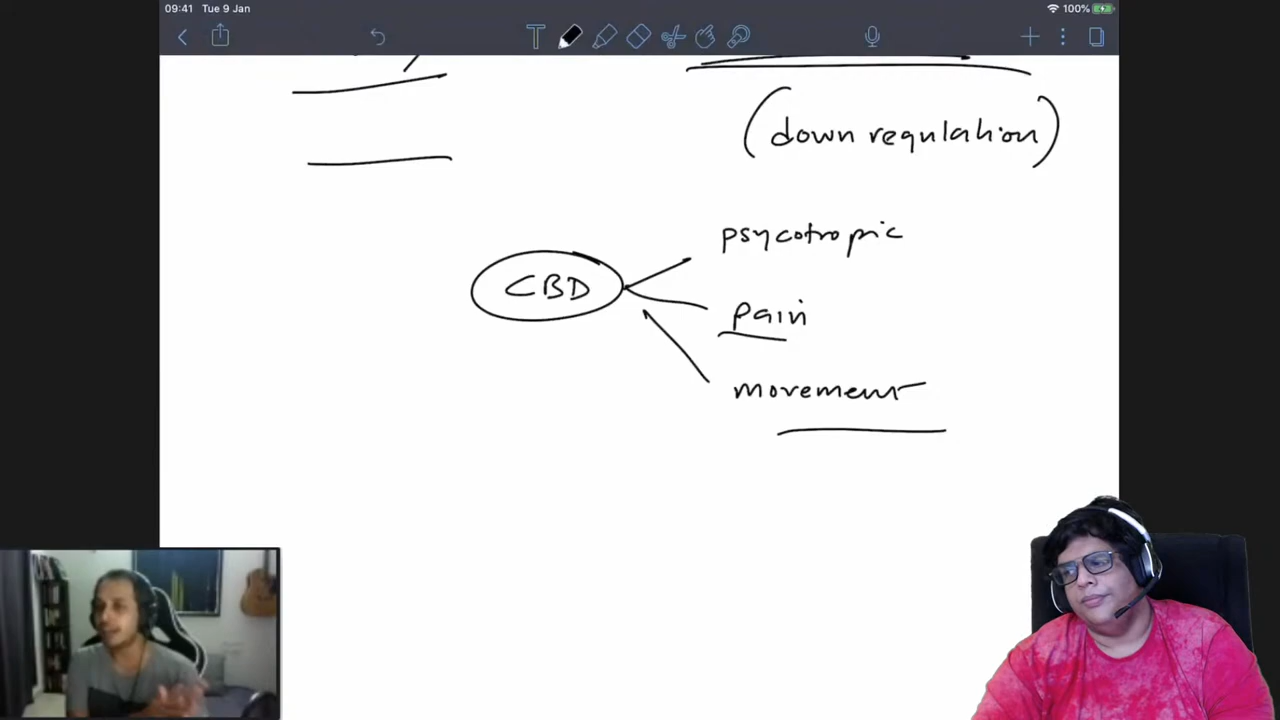 09:41 Tue 9 Jan
100%
T
(down regulation)
psycotropic
CBD
pain
movement